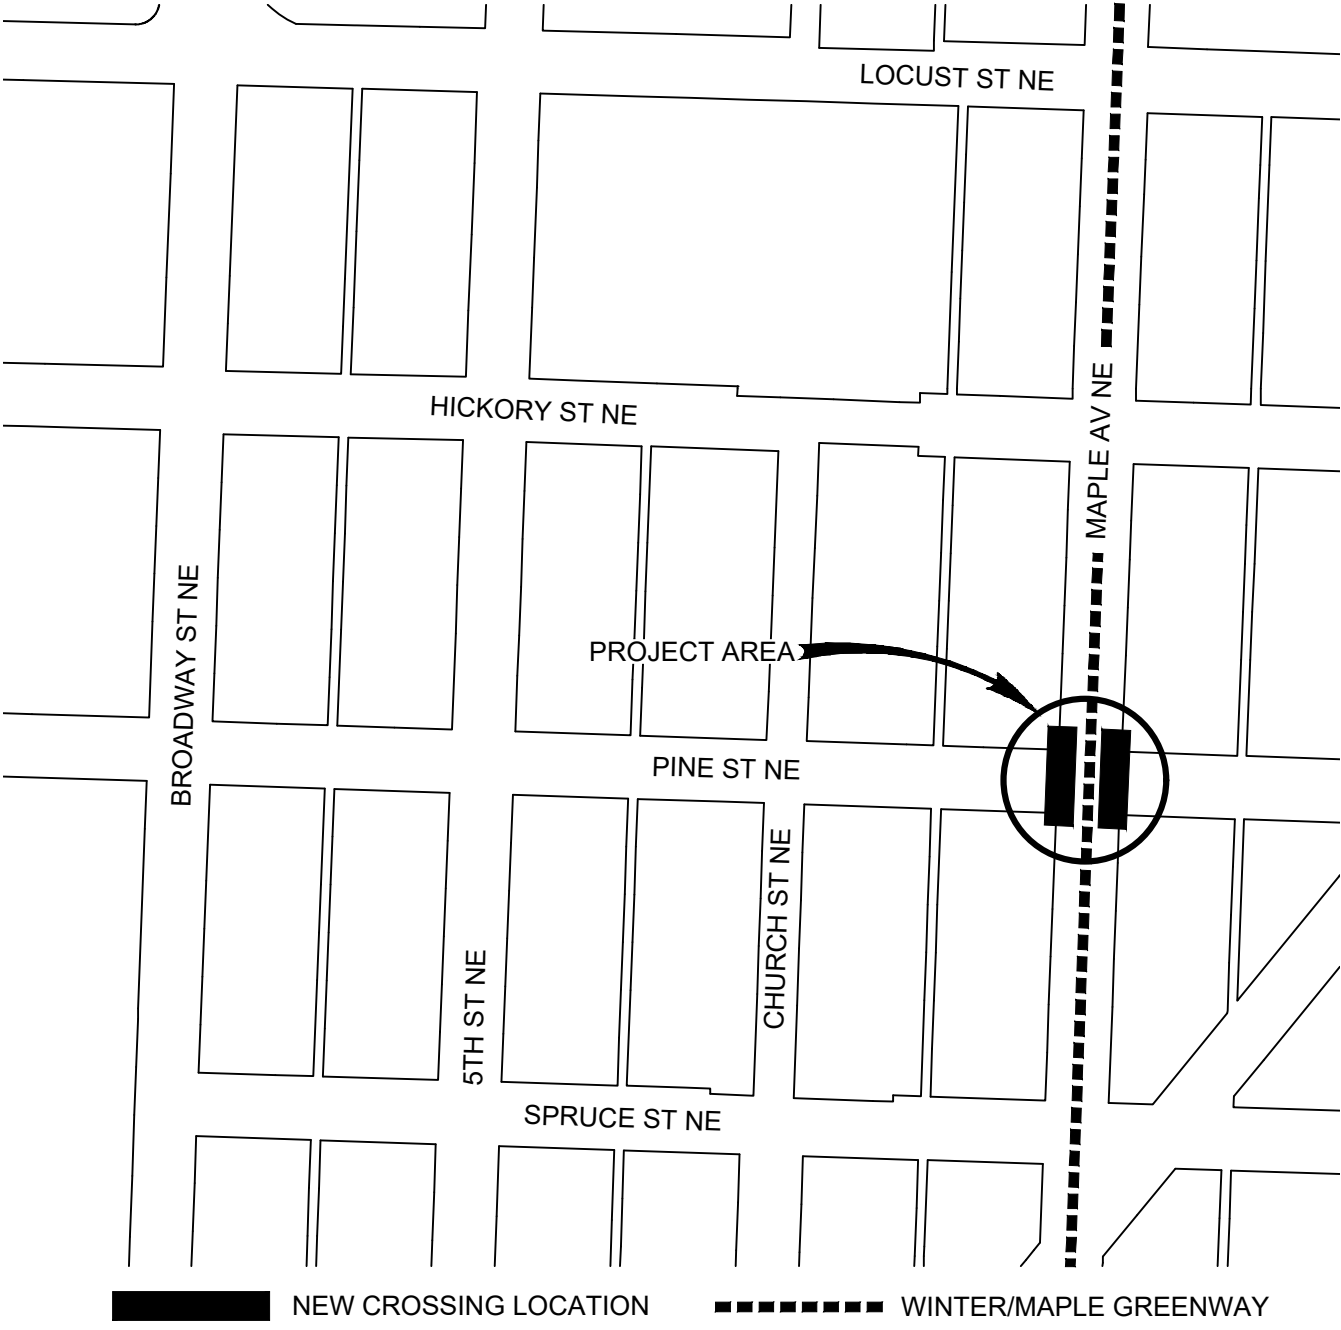 LOCUST ST NE
MAPLE AV NE
HICKORY ST NE
BROADWAY ST NE
PROJECT AREA
PINE ST NE
CHURCH ST NE
5TH ST NE
SPRUCE ST NE
NEW CROSSING LOCATION
WINTER/MAPLE GREENWAY